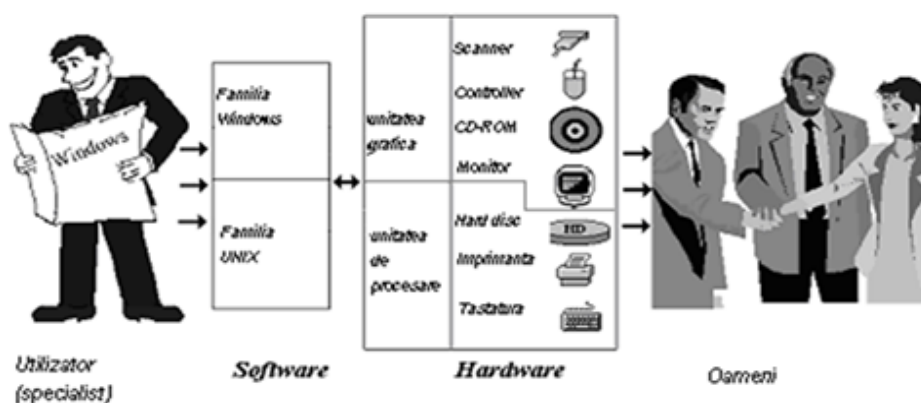 Windows
Utilizator
(specialist)
Familia
Windows
Familia
UNIX
Software
unitatea
grafica
unitatea
de
procesare
Scanner
Controller
CD-ROM
Monitor
Hard disc
HD
Imprimanta
Tastatura
Hardware
Oameni